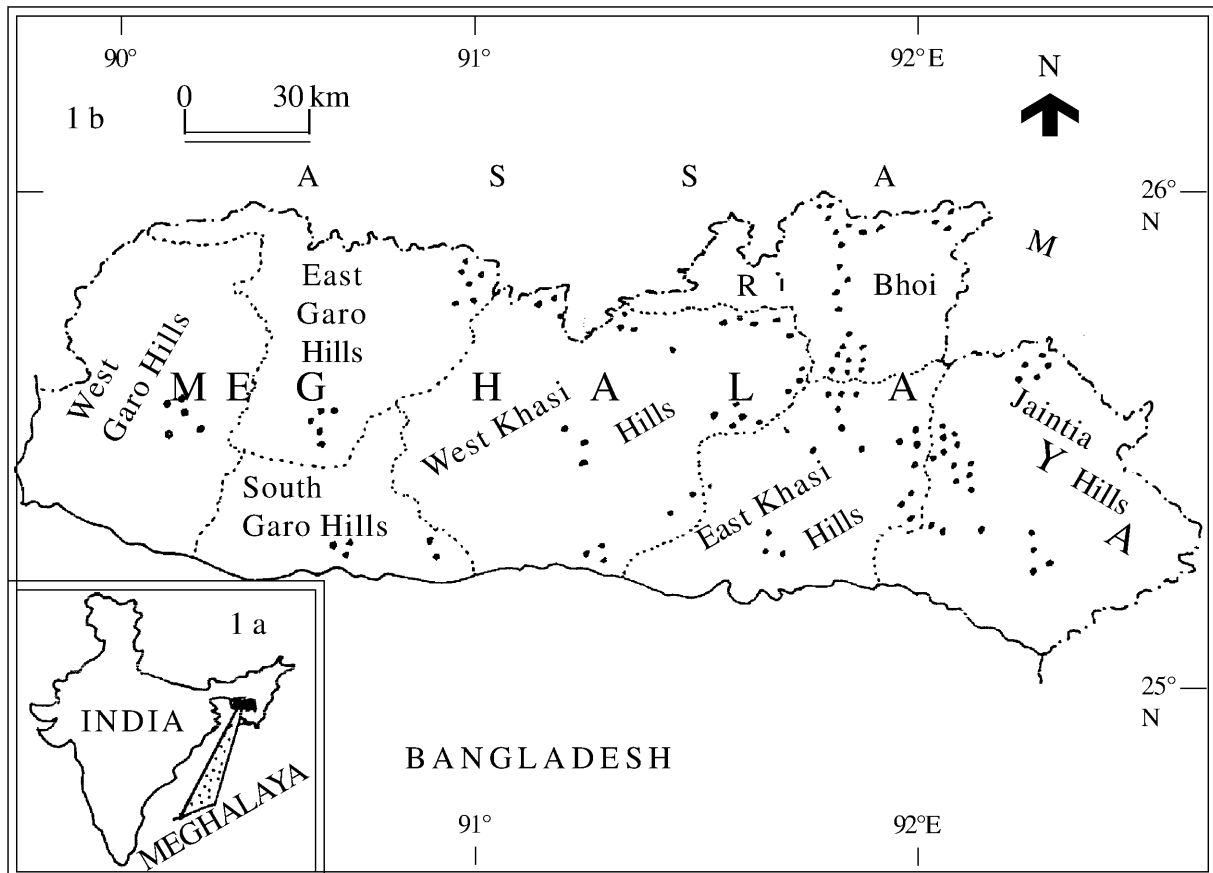 90° 91° 92°E
N
0 30 km
1 b
A S S A M
26°
N
East
Garo
Hills
R i Bhoi
West
Garo Hills
M E G H A L A Y A
West Khasi Hills
Jaintia
Hills
South
Garo Hills
East Khasi
Hills
1 a
INDIA
MEGHALAYA
BANGLADESH
25°
N
91° 92°E